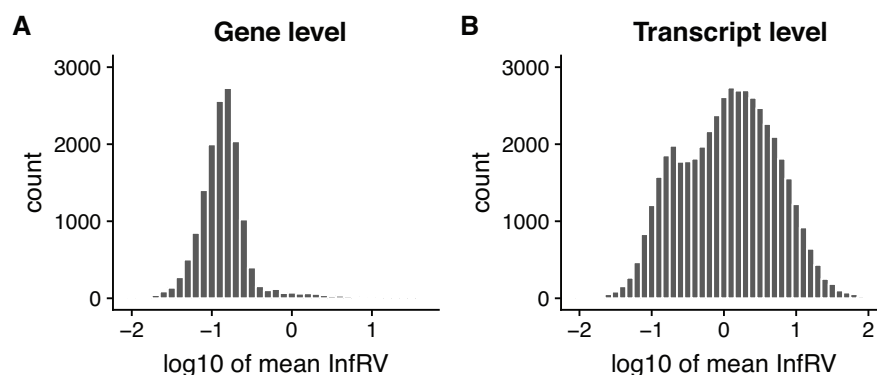 A
Gene level
3000
2000
1000
0
count
−2
−1
0
1
log10 of mean InfRV
B
Transcript level
3000
2000
1000
0
count
−2
−1
0
1
2
log10 of mean InfRV